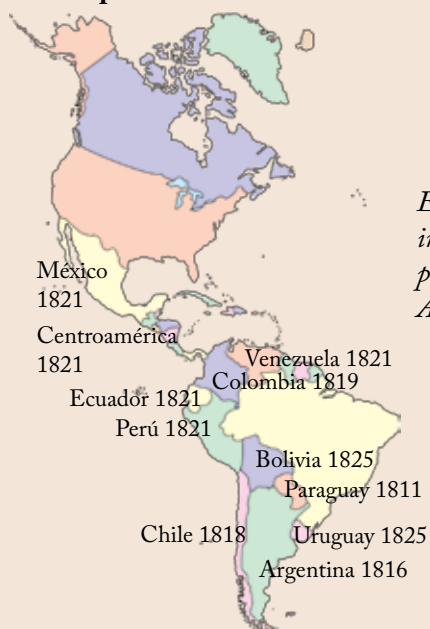 México
1821
Centroamérica
1821
Venezuela 1821
Colombia 1819
Ecuador 1821
Perú 1821
Bolivia 1825
Paraguay 1811
Chile 1818
Uruguay 1825
Argentina 1816